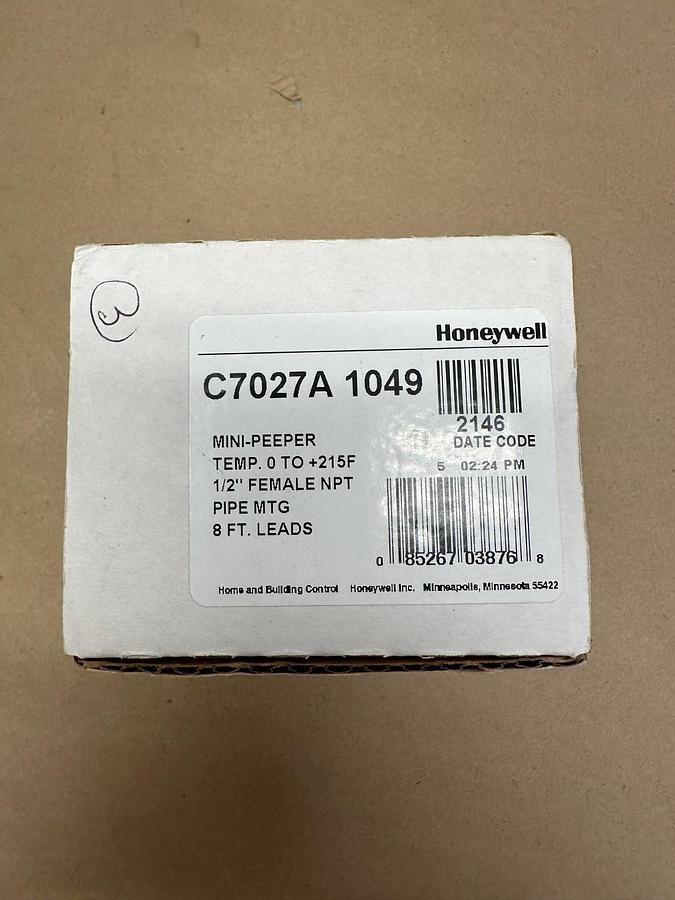 3
Honeywell
C7027A 1049
2146
DATE CODE
MINI-PEEPER
TEMP. 0 TO +215F
5 02:24 PM
1/2" FEMALE NPT
PIPE MTG
8 FT. LEADS
0 85267 03876 8
Home and Building Control Honeywell Inc. Minneapolis, Minnesota 55422